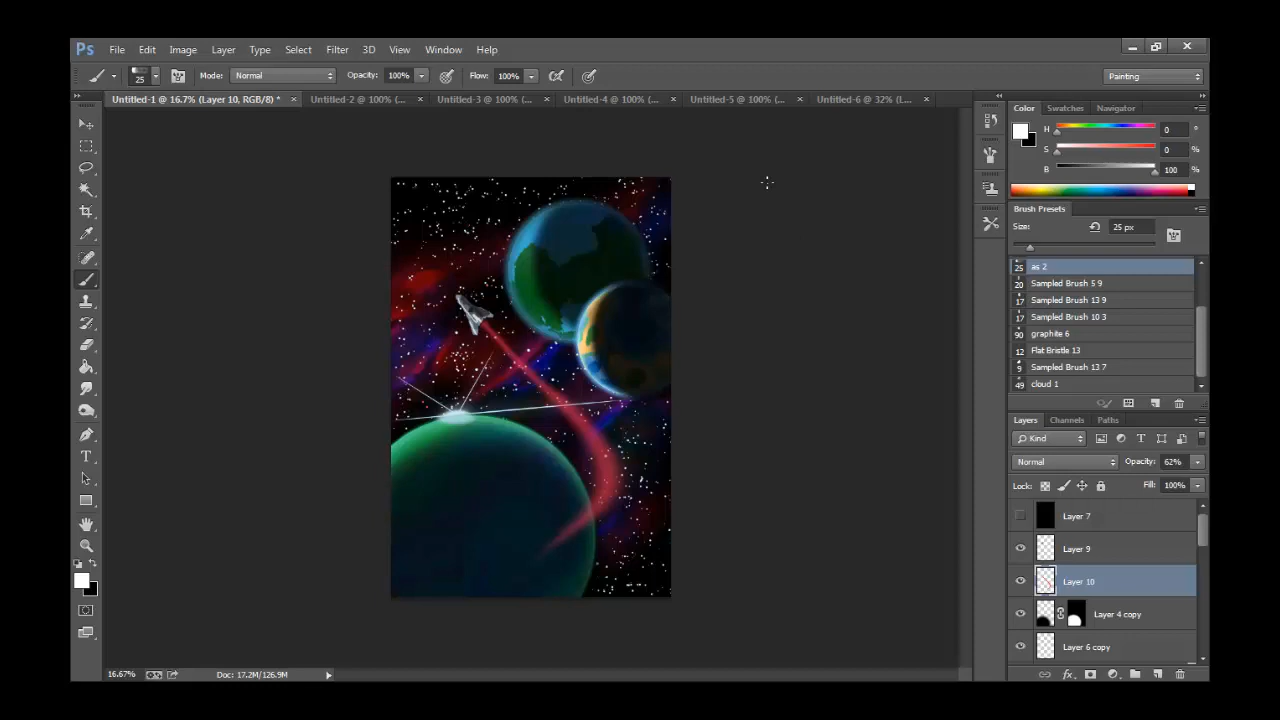 Ps File Edit Image Layer Type Select Filter 3D View Window Help
25 Mode: Normal Opacity: 100% Flow: 100% Painting
Untitled-1 @ 16.7% (Layer 10, RGB/8) * × Untitled-2 @ 100% (... × Untitled-3 @ 100% (... × Untitled-4 @ 100% (... × Untitled-5 @ 100% (... × Untitled-6 @ 32% (L... ×
Color Swatches Navigator
H 0 °
S 0 %
B 100 %
Brush Presets
Size: 25 px
25 as 2
20 Sampled Brush 5 9
17 Sampled Brush 13 9
17 Sampled Brush 10 3
90 graphite 6
12 Flat Bristle 13
9 Sampled Brush 13 7
49 cloud 1
Layers Channels Paths
Kind
Normal Opacity: 62%
Lock: Fill: 100%
Layer 7
Layer 9
Layer 10
Layer 4 copy
Layer 6 copy
16.67% Doc: 17.2M/126.9M